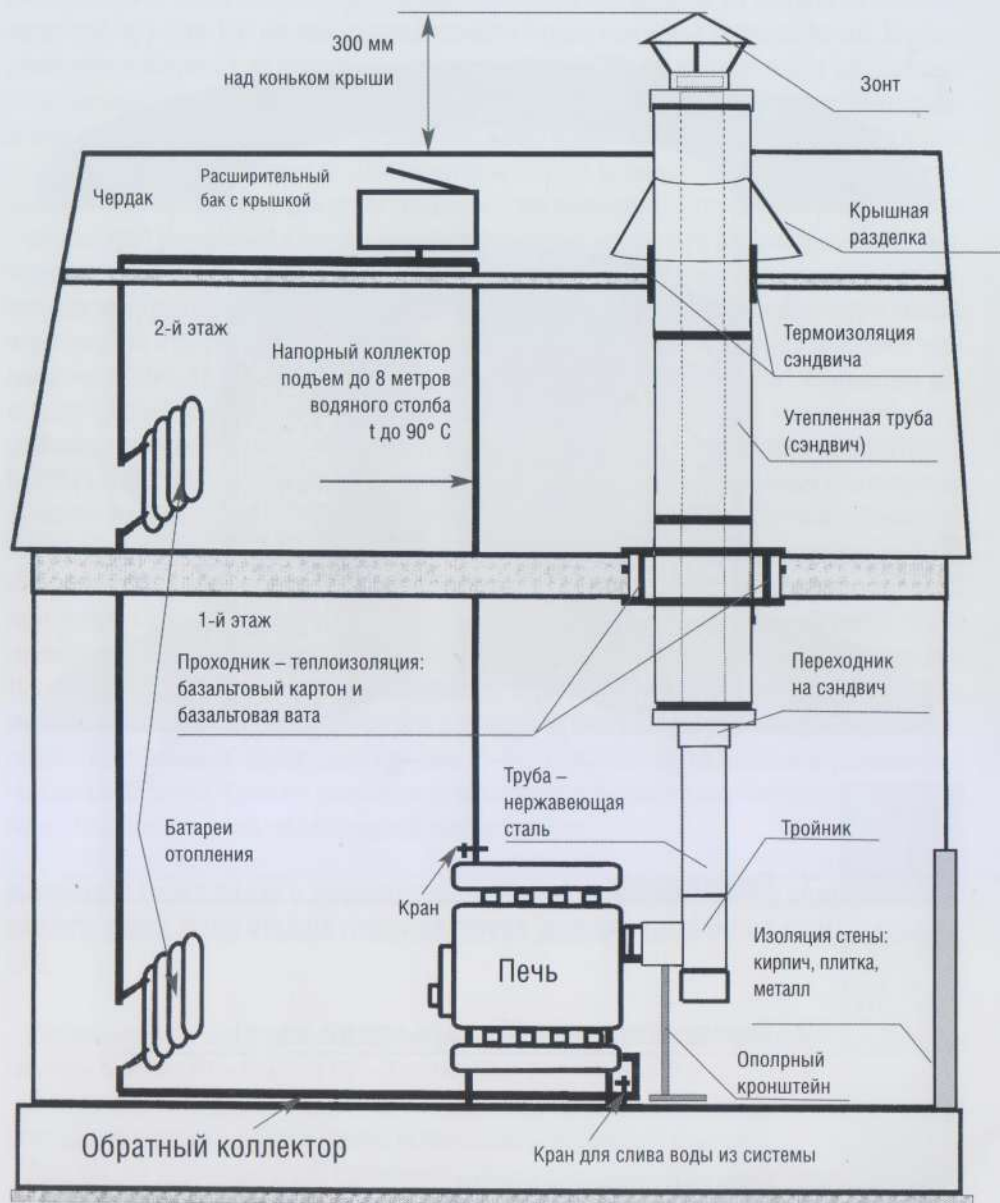 300 мм
над коньком крыши
Зонт
Чердак
Расширительный
бак с крышкой
Крышная
разделка
2-й этаж
Напорный коллектор
подъем до 8 метров
водяного столба
t до 90° С
Термоизоляция
сэндвича
Утепленная труба
(сэндвич)
1-й этаж
Проходник – теплоизоляция:
базальтовый картон и
базальтовая вата
Переходник
на сэндвич
Труба –
нержавеющая
сталь
Батареи
отопления
Тройник
Кран
Печь
Изоляция стены:
кирпич, плитка,
металл
Ополрный
кронштейн
Обратный коллектор
Кран для слива воды из системы